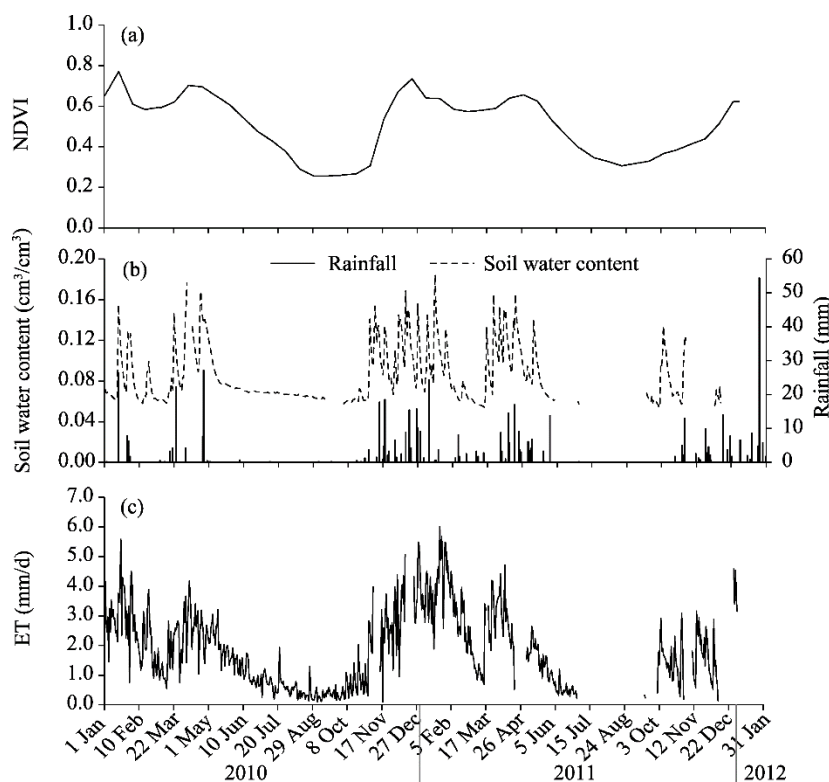 (a)
1.0
0.8
0.6
0.4
0.2
0.0
NDVI
(b)
Rainfall
Soil water content
0.20
0.16
0.12
0.08
0.04
0.00
Soil water content (cm³/cm³)
60
50
40
30
20
10
0
Rainfall (mm)
(c)
7.0
6.0
5.0
4.0
3.0
2.0
1.0
0.0
ET (mm/d)
1 Jan
10 Feb
22 Mar
1 May
10 Jun
20 Jul
29 Aug
8 Oct
17 Nov
27 Dec
5 Feb
17 Mar
26 Apr
5 Jun
15 Jul
24 Aug
3 Oct
12 Nov
22 Dec
31 Jan
2010
2011
2012